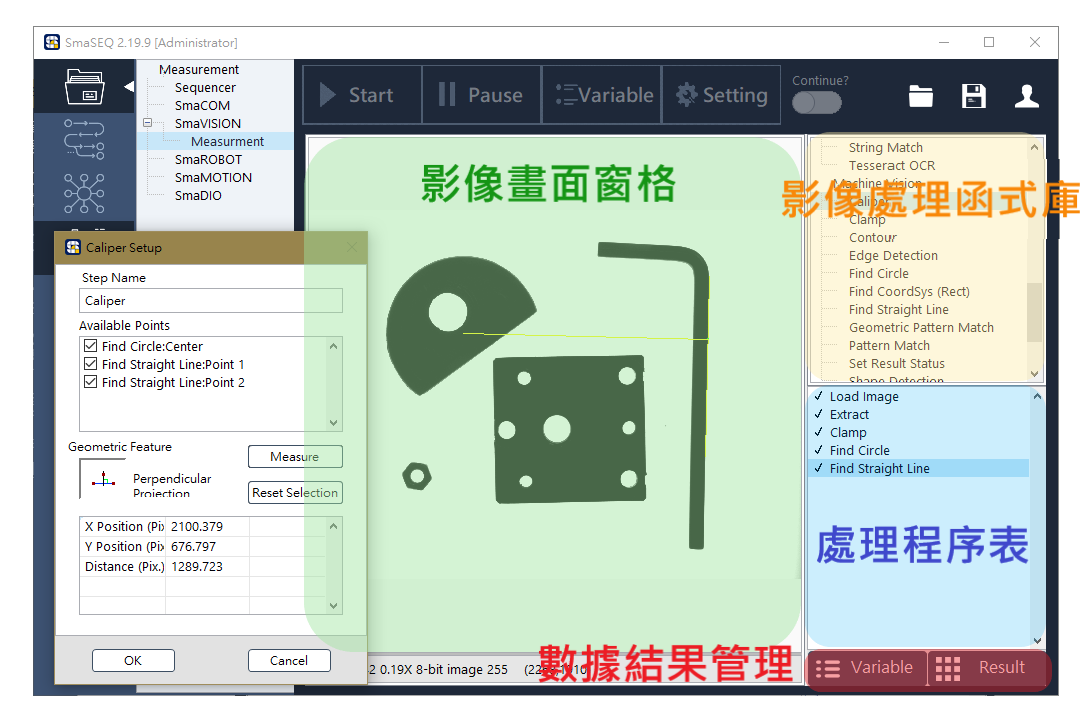 SmaSEQ 2.19.9 [Administrator]
Measurement
Sequencer
SmaCOM
SmaVISION
Measurment
SmaROBOT
SmaMOTION
SmaDIO
Start
Pause
Variable
Setting
Continue?
影像畫面窗格
String Match
Tesseract OCR
Machine Vision
影像處理函式庫
Caliper
Clamp
Contour
Edge Detection
Find Circle
Find CoordSys (Rect)
Find Straight Line
Geometric Pattern Match
Pattern Match
Set Result Status
Shape Detection
Caliper Setup
Step Name
Caliper
Available Points
Find Circle:Center
Find Straight Line:Point 1
Find Straight Line:Point 2
Geometric Feature
Measure
Perpendicular
Projection
Reset Selection
X Position (Pix 2100.379
Y Position (Pix 676.797
Distance (Pix.) 1289.723
OK
Cancel
Load Image
Extract
Clamp
Find Circle
Find Straight Line
處理程序表
數據結果管理
0.19X 8-bit image 255
Variable
Result